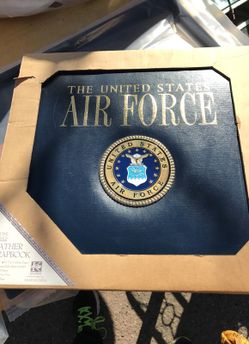 THE UNITED STATES
AIR FORCE
UNITED STATES
AIR FORCE
LEATHER
SCRAPBOOK